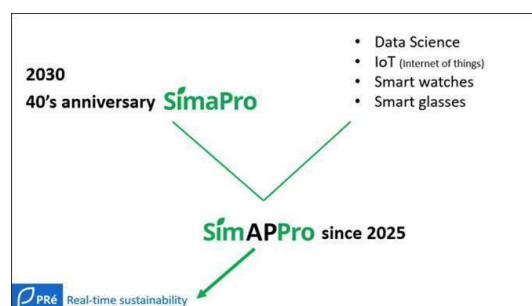 2030
40's anniversary SimaPro
• Data Science
• IoT (Internet of things)
• Smart watches
• Smart glasses
SimAPPro since 2025
PRé Real-time sustainability